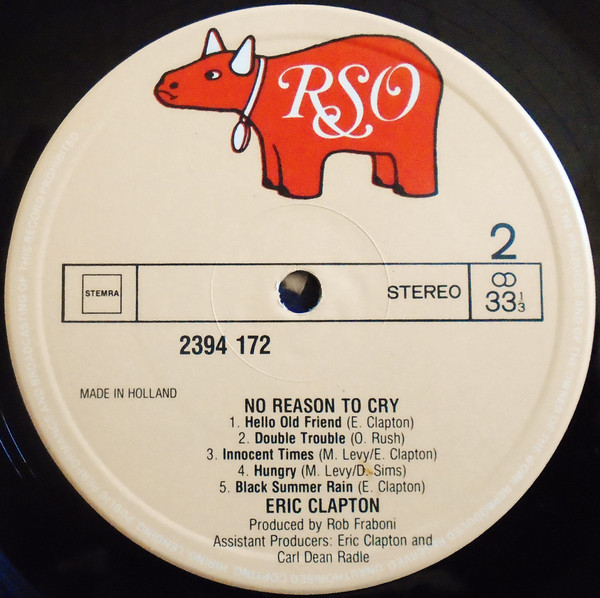 RSO
2
STEMRA
STEREO
33 1/3
2394 172
MADE IN HOLLAND
NO REASON TO CRY
1. Hello Old Friend (E. Clapton)
2. Double Trouble (O. Rush)
3. Innocent Times (M. Levy/E. Clapton)
4. Hungry (M. Levy/D. Sims)
5. Black Summer Rain (E. Clapton)
ERIC CLAPTON
Produced by Rob Fraboni
Assistant Producers: Eric Clapton and
Carl Dean Radle